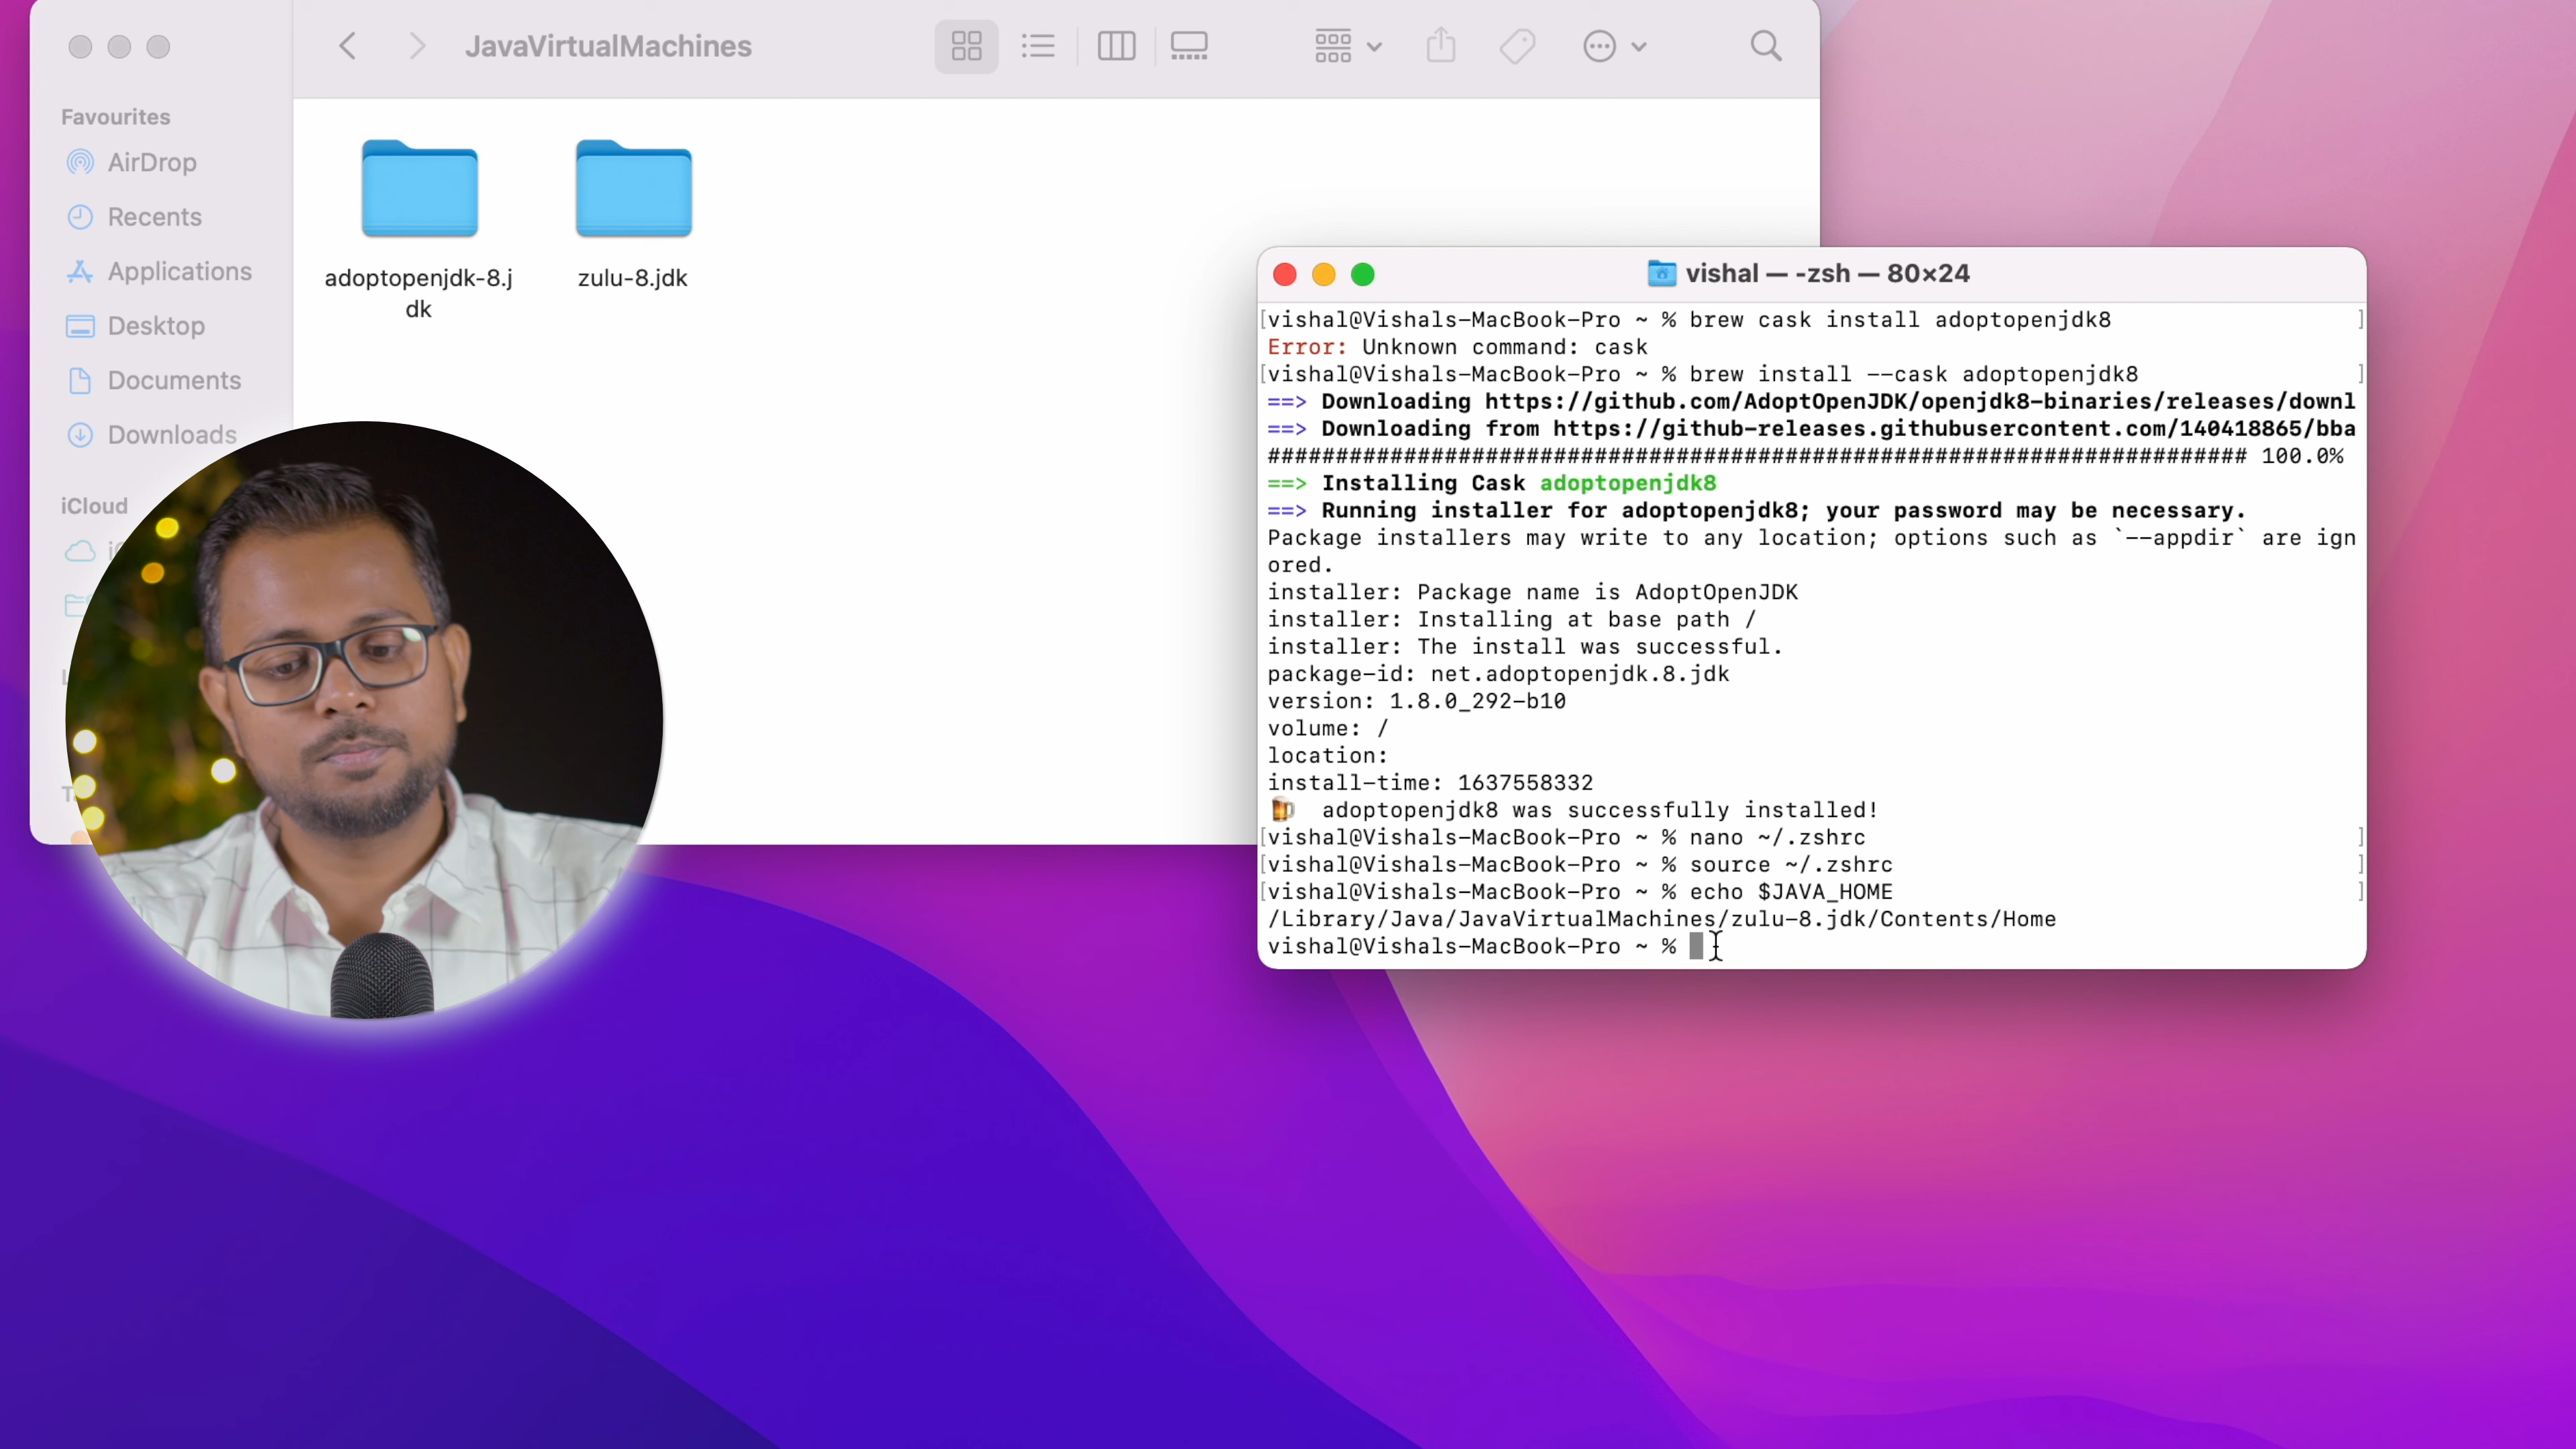 JavaVirtualMachines
Favourites
AirDrop
Recents
Applications
Desktop
Documents
Downloads
iCloud
adoptopenjdk-8.j
dk
zulu-8.jdk
vishal — -zsh — 80×24
[vishal@Vishals-MacBook-Pro ~ % brew cask install adoptopenjdk8 ]
Error: Unknown command: cask
[vishal@Vishals-MacBook-Pro ~ % brew install --cask adoptopenjdk8 ]
==> Downloading https://github.com/AdoptOpenJDK/openjdk8-binaries/releases/downl
==> Downloading from https://github-releases.githubusercontent.com/140418865/bba
######################################################################## 100.0%
==> Installing Cask adoptopenjdk8
==> Running installer for adoptopenjdk8; your password may be necessary.
Package installers may write to any location; options such as `--appdir` are ign
ored.
installer: Package name is AdoptOpenJDK
installer: Installing at base path /
installer: The install was successful.
package-id: net.adoptopenjdk.8.jdk
version: 1.8.0_292-b10
volume: /
location:
install-time: 1637558332
🍺 adoptopenjdk8 was successfully installed!
[vishal@Vishals-MacBook-Pro ~ % nano ~/.zshrc ]
[vishal@Vishals-MacBook-Pro ~ % source ~/.zshrc ]
[vishal@Vishals-MacBook-Pro ~ % echo $JAVA_HOME ]
/Library/Java/JavaVirtualMachines/zulu-8.jdk/Contents/Home
vishal@Vishals-MacBook-Pro ~ %